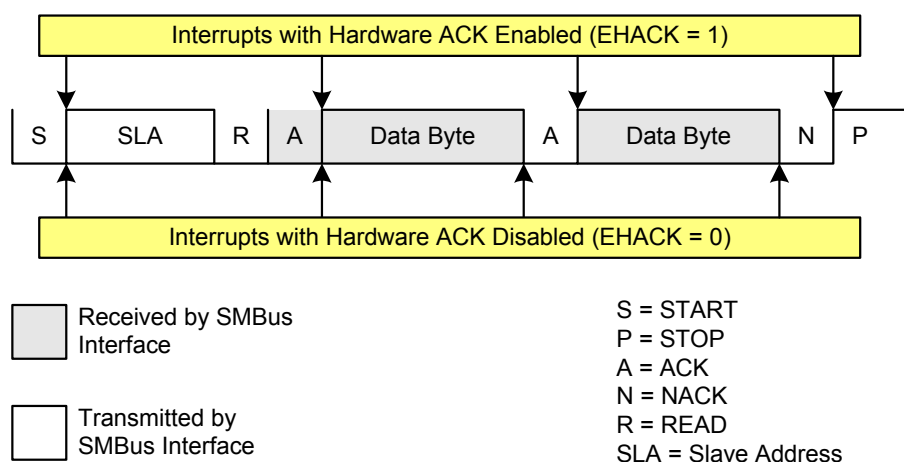 Interrupts with Hardware ACK Enabled (EHACK = 1)
S SLA R A Data Byte A Data Byte N P
Interrupts with Hardware ACK Disabled (EHACK = 0)
Received by SMBus
Interface
Transmitted by
SMBus Interface
S = START
P = STOP
A = ACK
N = NACK
R = READ
SLA = Slave Address